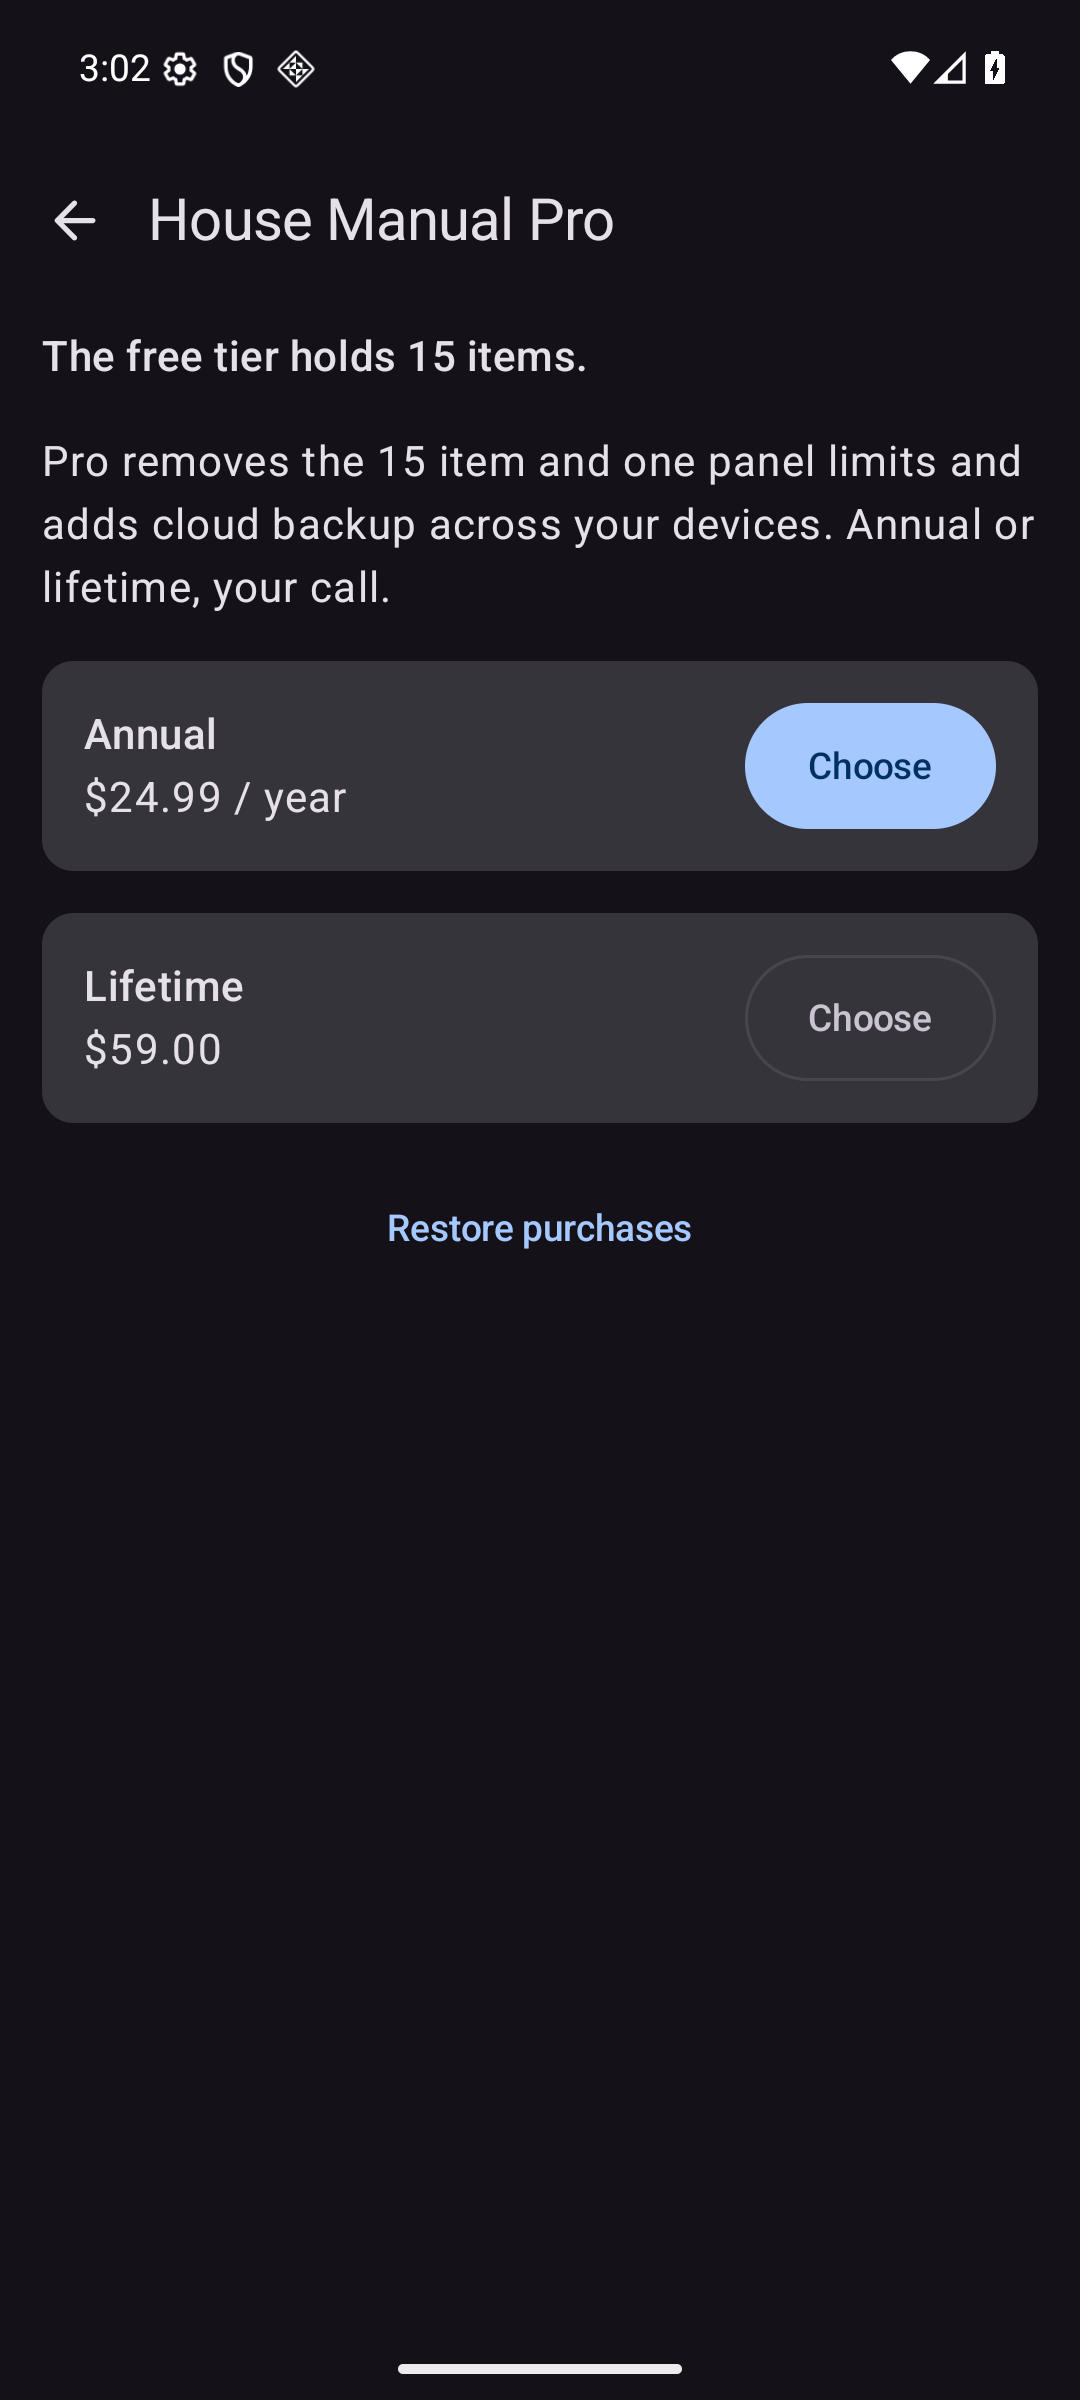 3:02
House Manual Pro
The free tier holds 15 items.
Pro removes the 15 item and one panel limits and
adds cloud backup across your devices. Annual or
lifetime, your call.
Annual
$24.99 / year
Choose
Lifetime
$59.00
Choose
Restore purchases